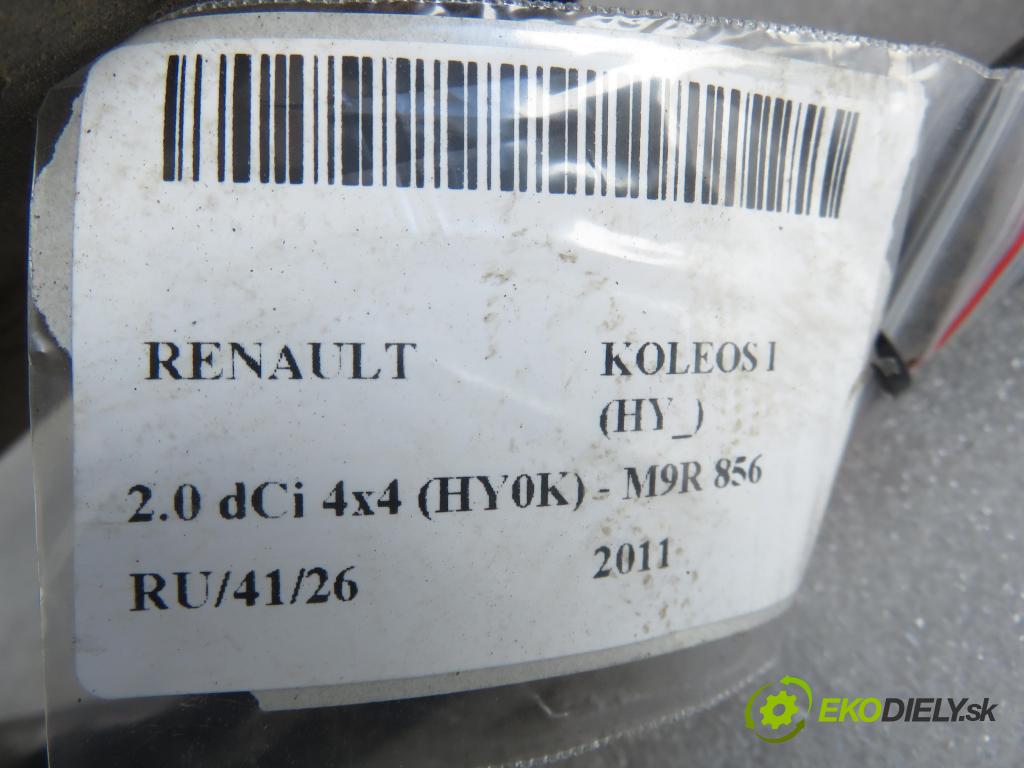 RENAULT KOLEOS I
(HY_)
2.0 dCi 4x4 (HY0K) - M9R 856
RU/41/26 2011
EKODIELY.sk